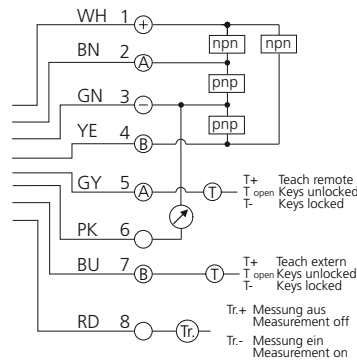 WH 1 + npn npn
BN 2 A
pnp
GN 3 −
pnp
YE 4 B
GY 5 A T T+ Teach remote
T open Keys unlocked
T- Keys locked
PK 6
BU 7 B T T+ Teach extern
T open Keys unlocked
T- Keys locked
RD 8 Tr. Tr.+ Messung aus
Measurement off
Tr.- Messung ein
Measurement on